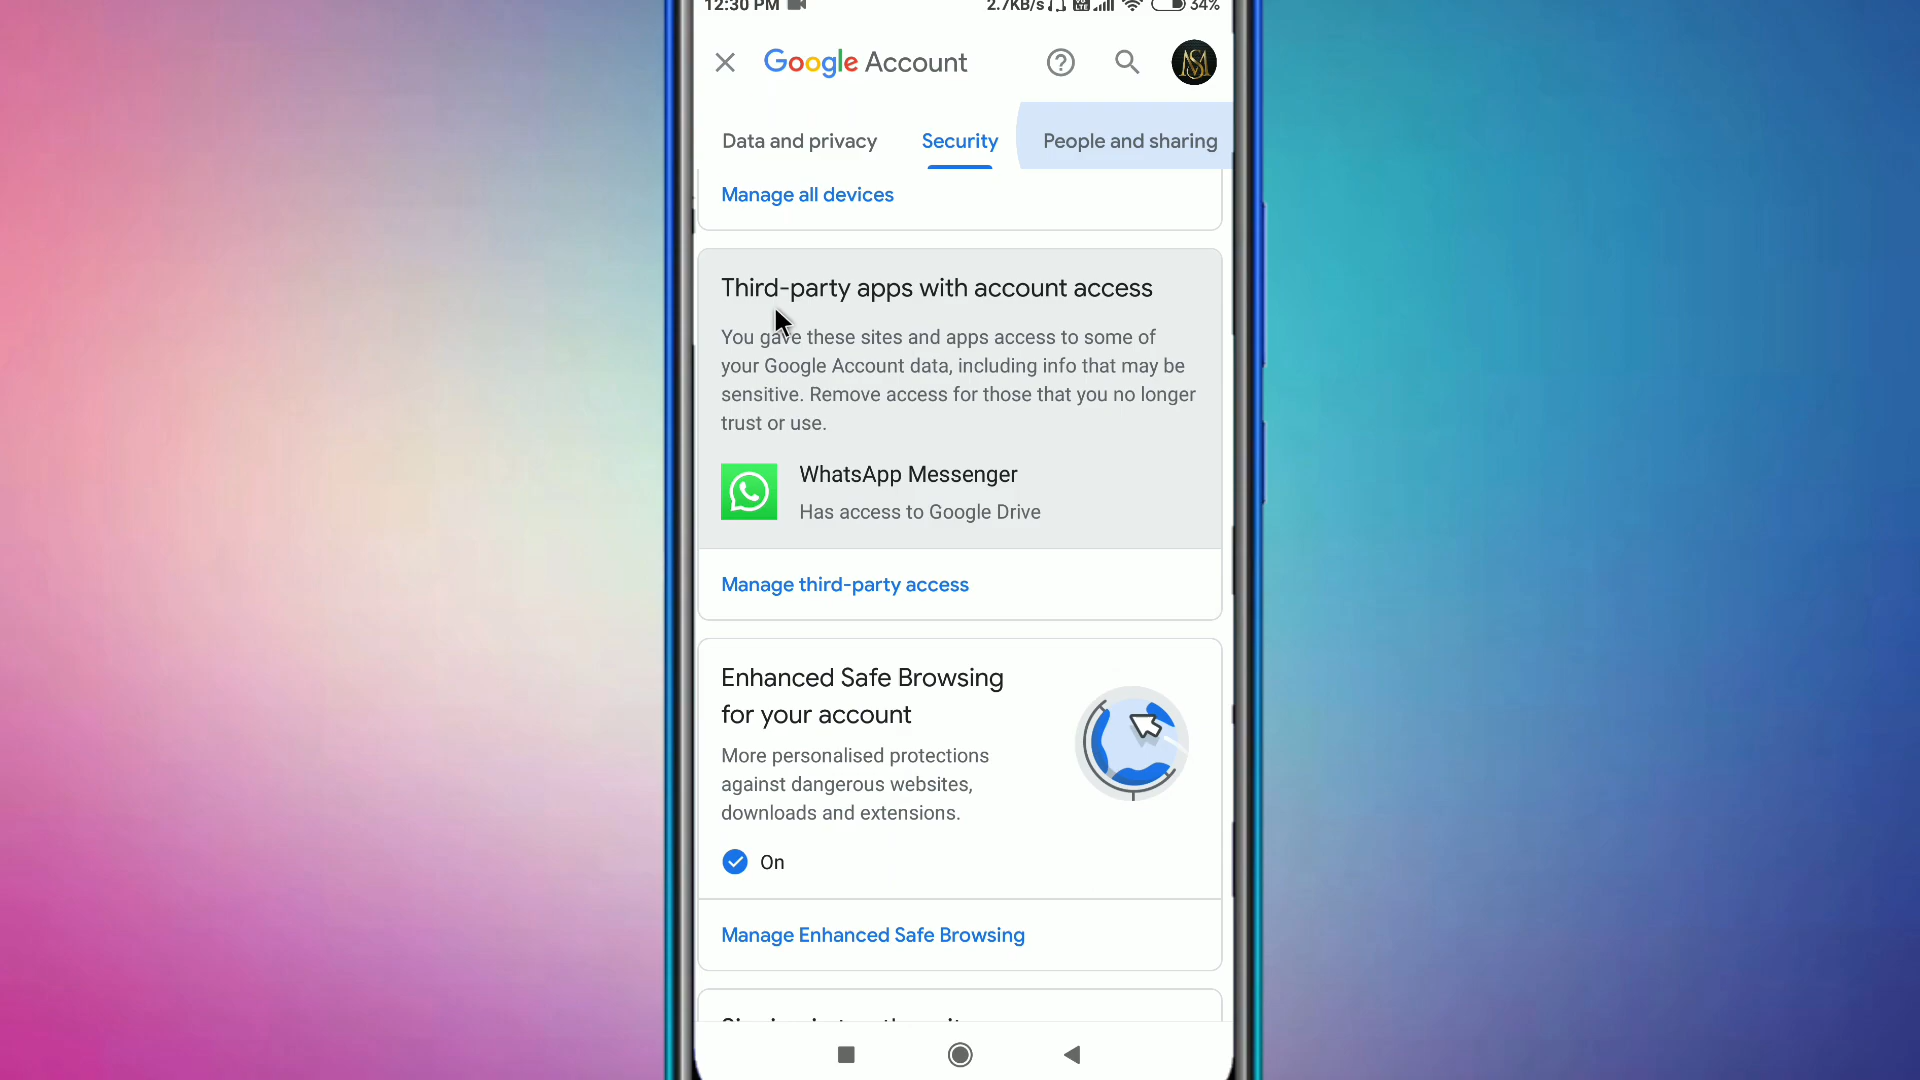 12:30 PM 2.7KB/s 34%
Google Account
Data and privacy Security People and sharing
Manage all devices
Third-party apps with account access
You gave these sites and apps access to some of
your Google Account data, including info that may be
sensitive. Remove access for those that you no longer
trust or use.
WhatsApp Messenger
Has access to Google Drive
Manage third-party access
Enhanced Safe Browsing
for your account
More personalised protections
against dangerous websites,
downloads and extensions.
On
Manage Enhanced Safe Browsing